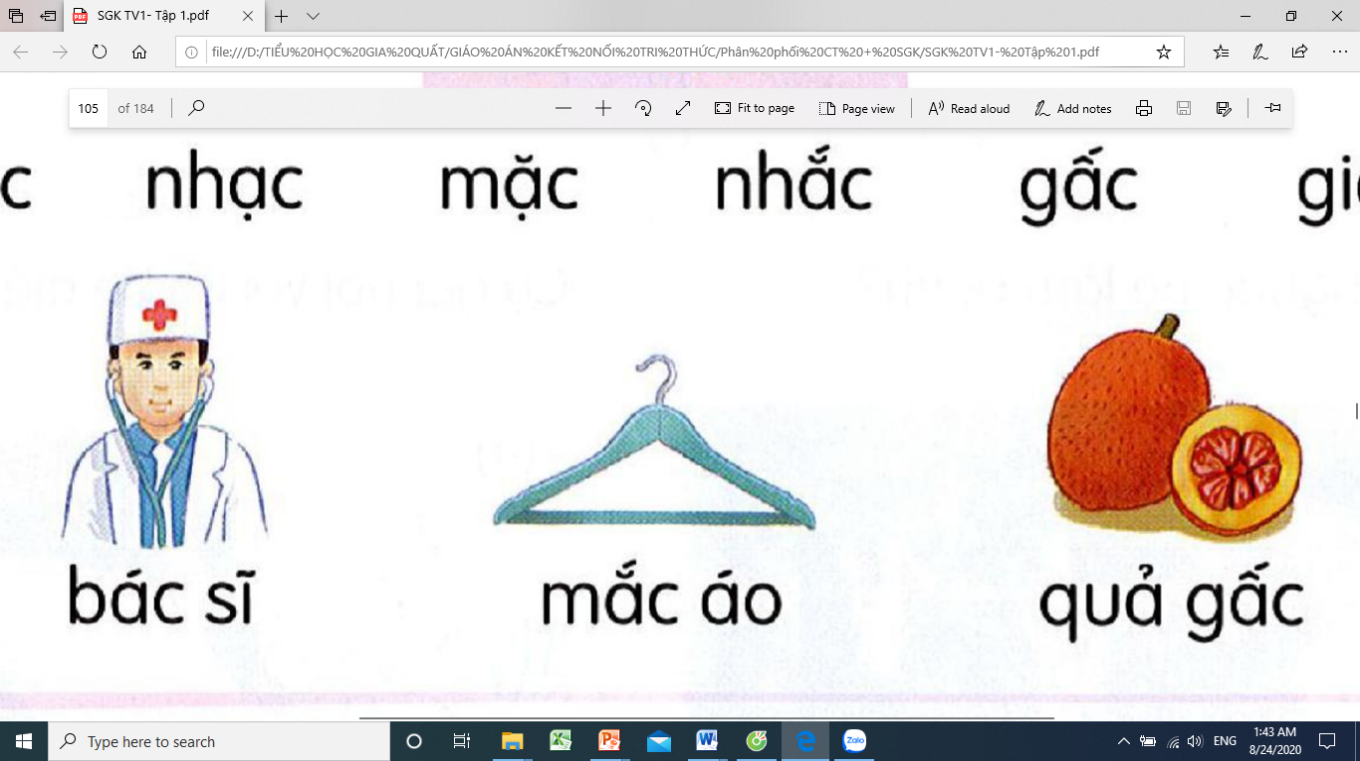 SGK TV1- Tập 1.pdf
file:///D:/TIỂU%20HỌC%20GIA%20QUẤT/GIÁO%20ÁN%20KẾT%20NỐI%20TRI%20THỨC/Phân%20phối%20CT%20+%20SGK/SGK%20TV1-%20Tập%201.pdf
105 of 184 Fit to page Page view Read aloud Add notes
c nhạc mặc nhắc gấc
bác sĩ mắc áo quả gấc
Type here to search Zalo ENG 1:43 AM
8/24/2020